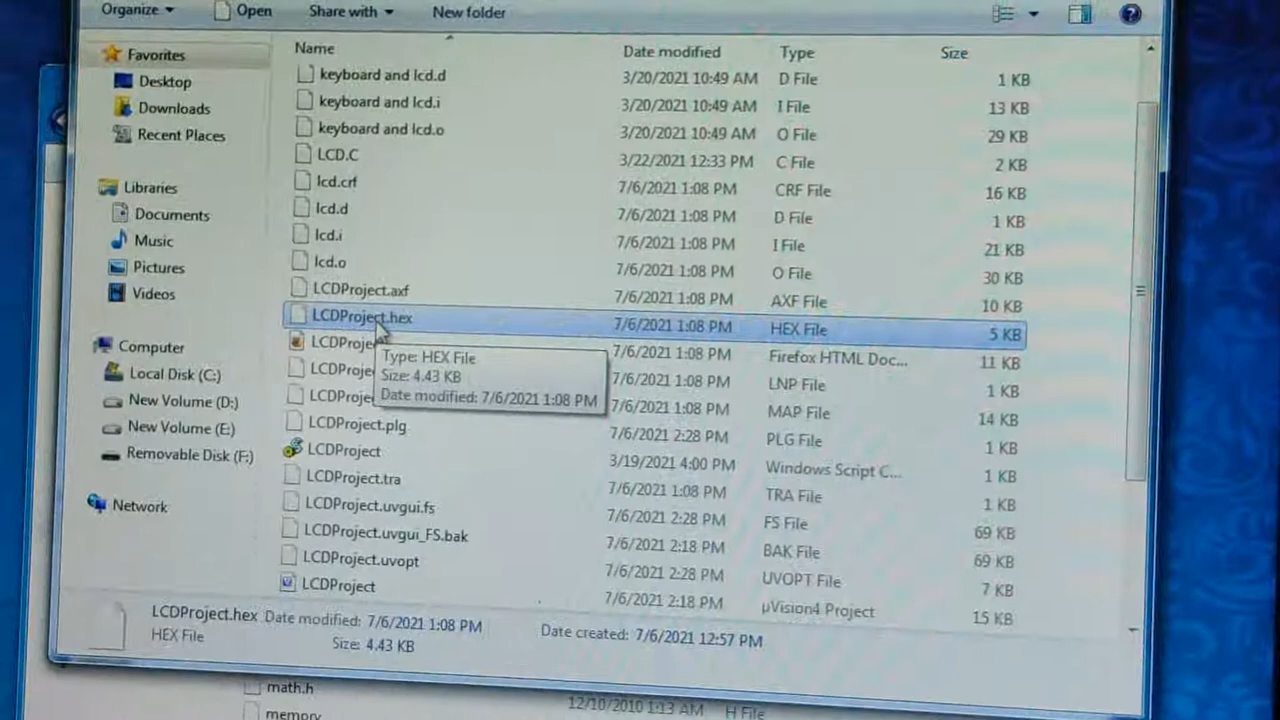 Organize Open Share with New folder
Name Date modified Type Size
Favorites
Desktop
Downloads
Recent Places
Libraries
Documents
Music
Pictures
Videos
Computer
Local Disk (C:)
New Volume (D:)
New Volume (E:)
Removable Disk (F:)
Network
keyboard and lcd.d 3/20/2021 10:49 AM D File 1 KB
keyboard and lcd.i 3/20/2021 10:49 AM I File 13 KB
keyboard and lcd.o 3/20/2021 10:49 AM O File 29 KB
LCD.C 3/22/2021 12:33 PM C File 2 KB
lcd.crf 7/6/2021 1:08 PM CRF File 16 KB
lcd.d 7/6/2021 1:08 PM D File 1 KB
lcd.i 7/6/2021 1:08 PM I File 21 KB
lcd.o 7/6/2021 1:08 PM O File 30 KB
LCDProject.axf 7/6/2021 1:08 PM AXF File 10 KB
LCDProject.hex 7/6/2021 1:08 PM HEX File 5 KB
LCDProje 7/6/2021 1:08 PM Firefox HTML Doc... 11 KB
LCDProje 7/6/2021 1:08 PM LNP File 1 KB
LCDProje 7/6/2021 1:08 PM MAP File 14 KB
LCDProject.plg 7/6/2021 2:28 PM PLG File 1 KB
LCDProject 3/19/2021 4:00 PM Windows Script C... 1 KB
LCDProject.tra 7/6/2021 1:08 PM TRA File 1 KB
LCDProject.uvgui.fs 7/6/2021 2:28 PM FS File 69 KB
LCDProject.uvgui_FS.bak 7/6/2021 2:18 PM BAK File 69 KB
LCDProject.uvopt 7/6/2021 2:28 PM UVOPT File 7 KB
LCDProject 7/6/2021 2:18 PM µVision4 Project 15 KB
Type: HEX File
Size: 4.43 KB
Date modified: 7/6/2021 1:08 PM
LCDProject.hex Date modified: 7/6/2021 1:08 PM Date created: 7/6/2021 12:57 PM
HEX File Size: 4.43 KB
math.h 12/10/2010 1:13 AM H File
memory